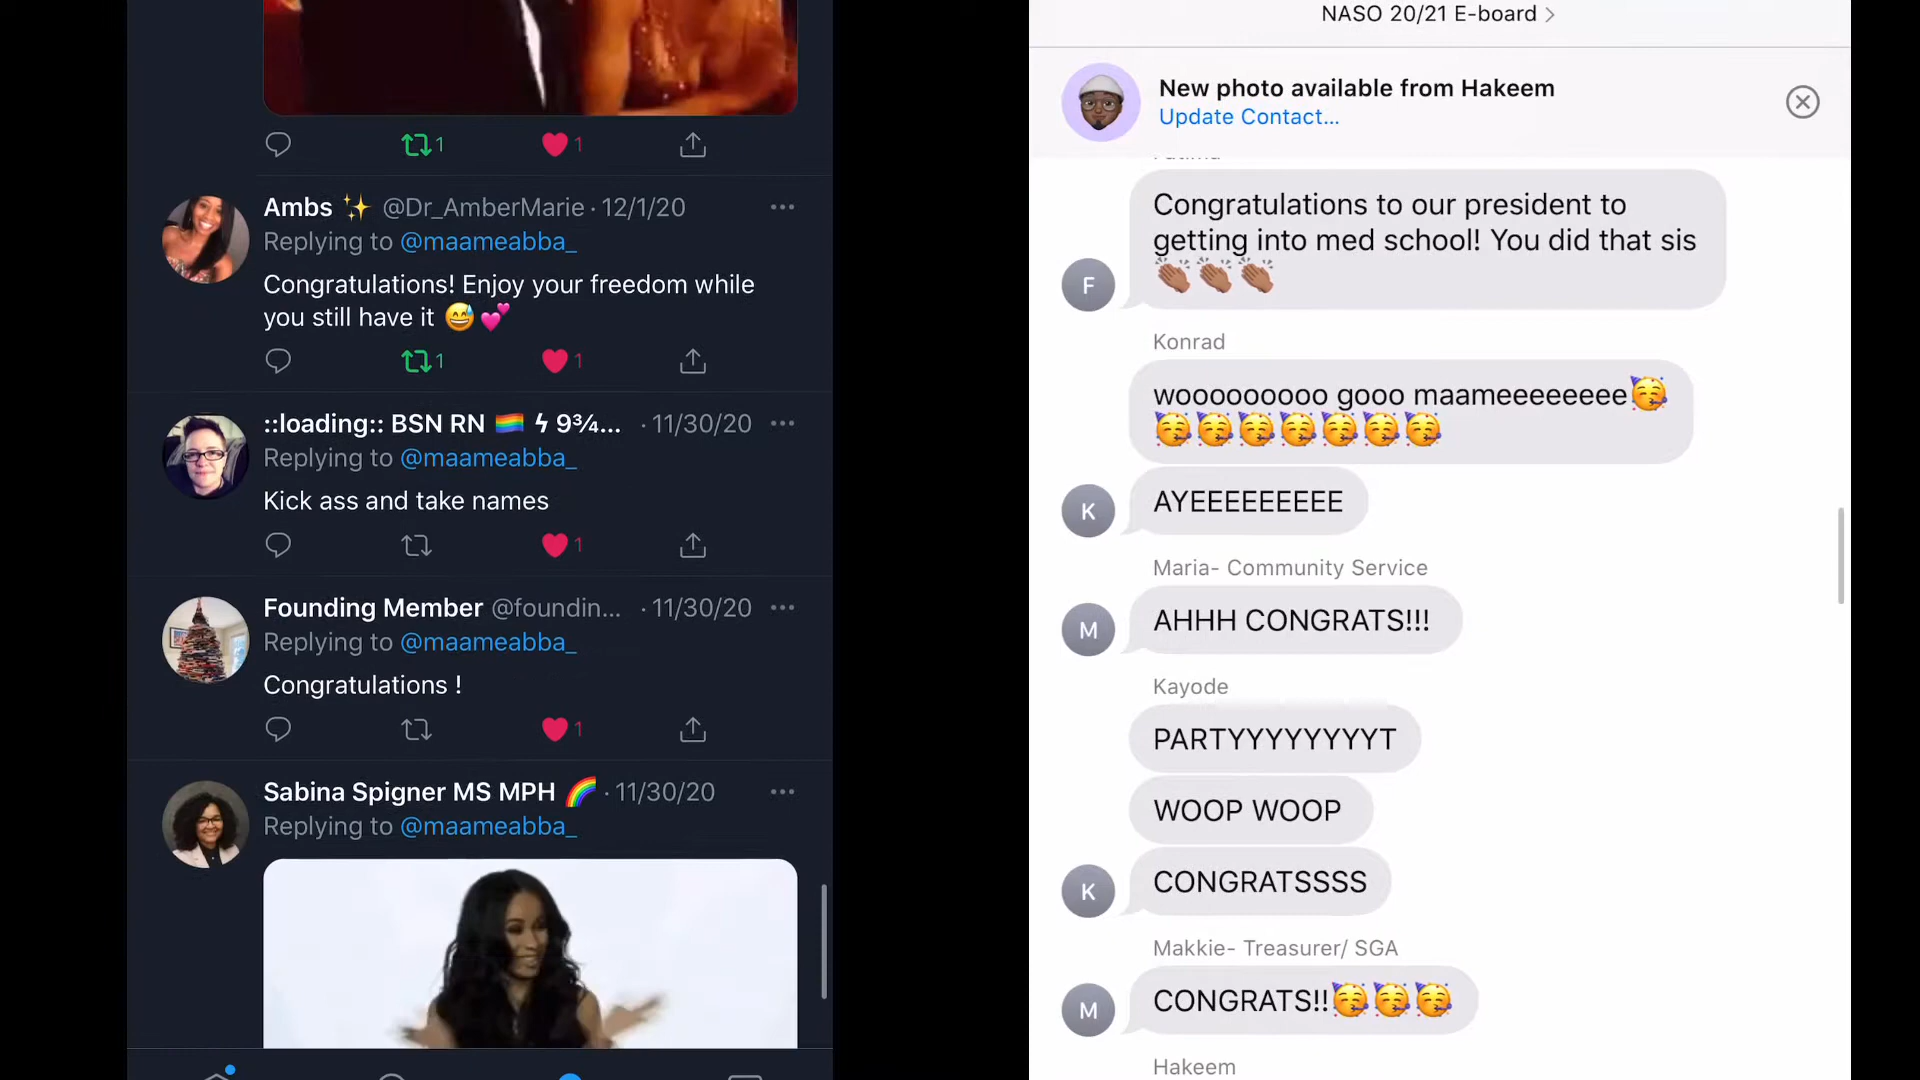 1
1
Ambs ✨ @Dr_AmberMarie · 12/1/20
Replying to @maameabba_
Congratulations! Enjoy your freedom while
you still have it 😅💕
1
1
::loading:: BSN RN 🏳️‍🌈 ϟ 9¾... · 11/30/20
Replying to @maameabba_
Kick ass and take names
1
Founding Member @foundin... · 11/30/20
Replying to @maameabba_
Congratulations !
1
Sabina Spigner MS MPH 🌈 · 11/30/20
Replying to @maameabba_
NASO 20/21 E-board >
New photo available from Hakeem
Update Contact...
Congratulations to our president to
getting into med school! You did that sis
👏🏽👏🏽👏🏽
F
Konrad
wooooooooo gooo maameeeeeeee🥳
🥳🥳🥳🥳🥳🥳🥳
AYEEEEEEEEE
K
Maria- Community Service
AHHH CONGRATS!!!
M
Kayode
PARTYYYYYYYYT
WOOP WOOP
CONGRATSSSS
K
Makkie- Treasurer/ SGA
CONGRATS!!🥳🥳🥳
M
Hakeem